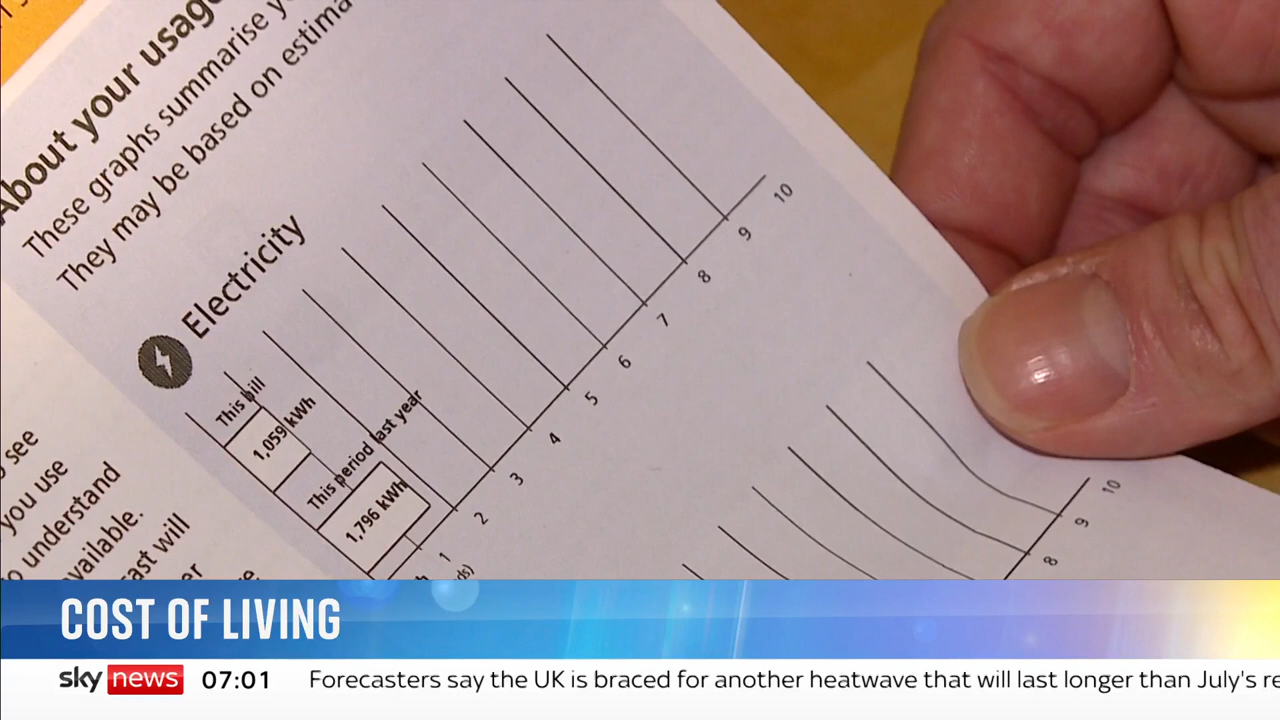 About your usag
These graphs summarise y
They may be based on estima
Electricity
This bill
1,059 kWh
This period last year
1,796 kWh
1
2
3
4
5
6
7
8
9
10
8
9
10
see
you use
understand
vailable.
ast will
er
COST OF LIVING
sky news 07:01 Forecasters say the UK is braced for another heatwave that will last longer than July's re